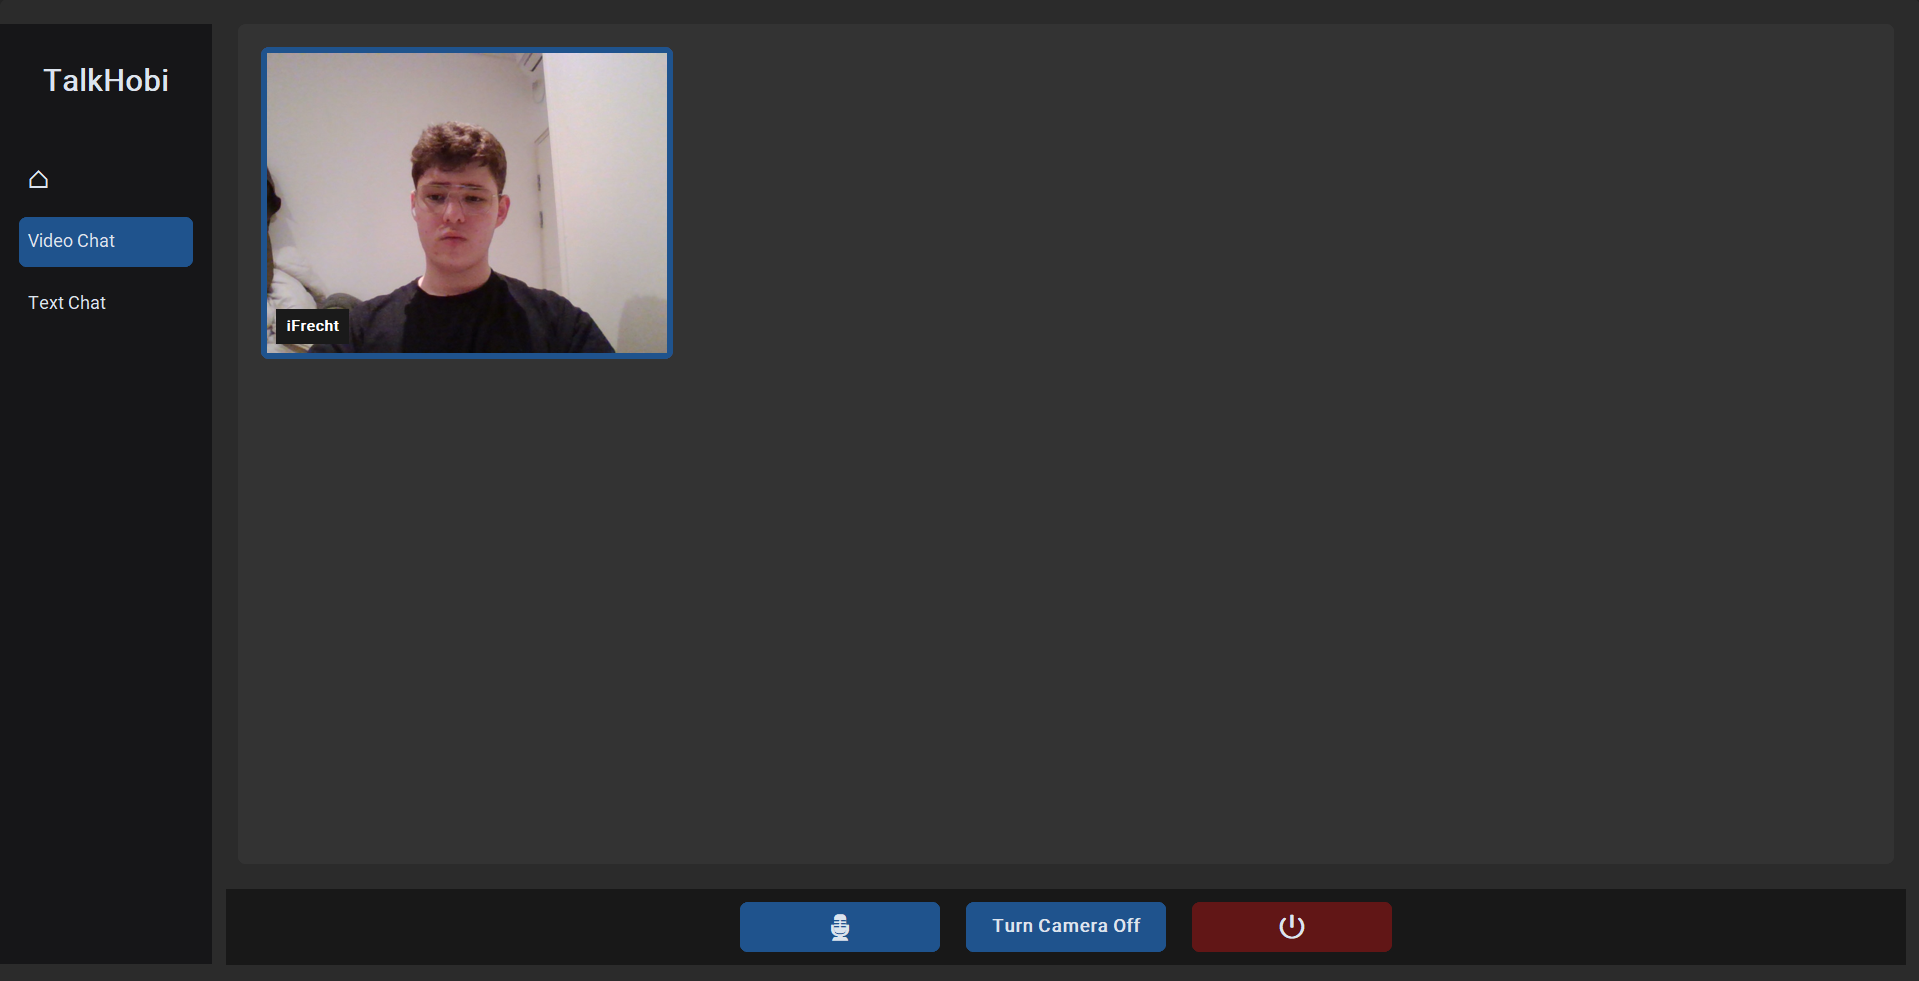 TalkHobi
Video Chat
Text Chat
iFrecht
Turn Camera Off